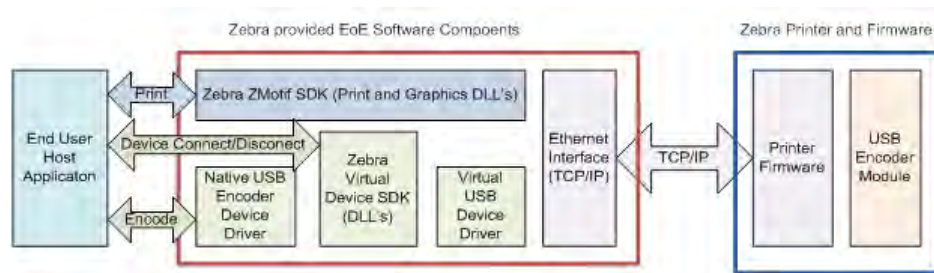 Zebra provided EoE Software Compoents
Zebra Printer and Firmware
Print
Zebra ZMotif SDK (Print and Graphics DLL's)
End User
Host
Applicaton
Device Connect/Disconect
Native USB
Encoder
Device
Driver
Zebra
Virtual
Device SDK
(DLL's)
Virtual
USB
Device
Driver
Encode
Ethernet
Interface
(TCP/IP)
TCP/IP
Printer
Firmware
USB
Encoder
Module